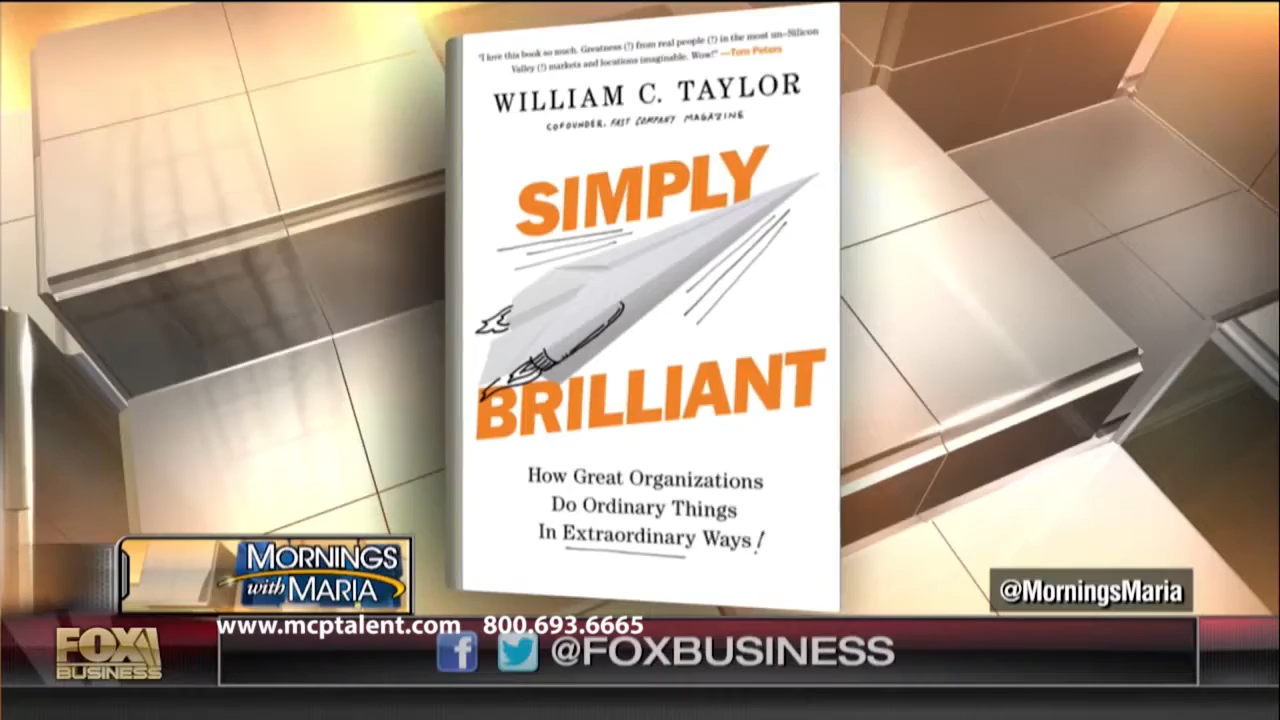 "I love this book so much. Greatness (!) from real people (!) in the most un–Silicon
Valley (!) markets and locations imaginable. Wow!" —Tom Peters
WILLIAM C. TAYLOR
COFOUNDER, FAST COMPANY MAGAZINE
SIMPLY
BRILLIANT
How Great Organizations
Do Ordinary Things
In Extraordinary Ways!
MORNINGS
with MARIA
@MorningsMaria
www.mcptalent.com 800.693.6665
FOX
BUSINESS
f @FOXBUSINESS